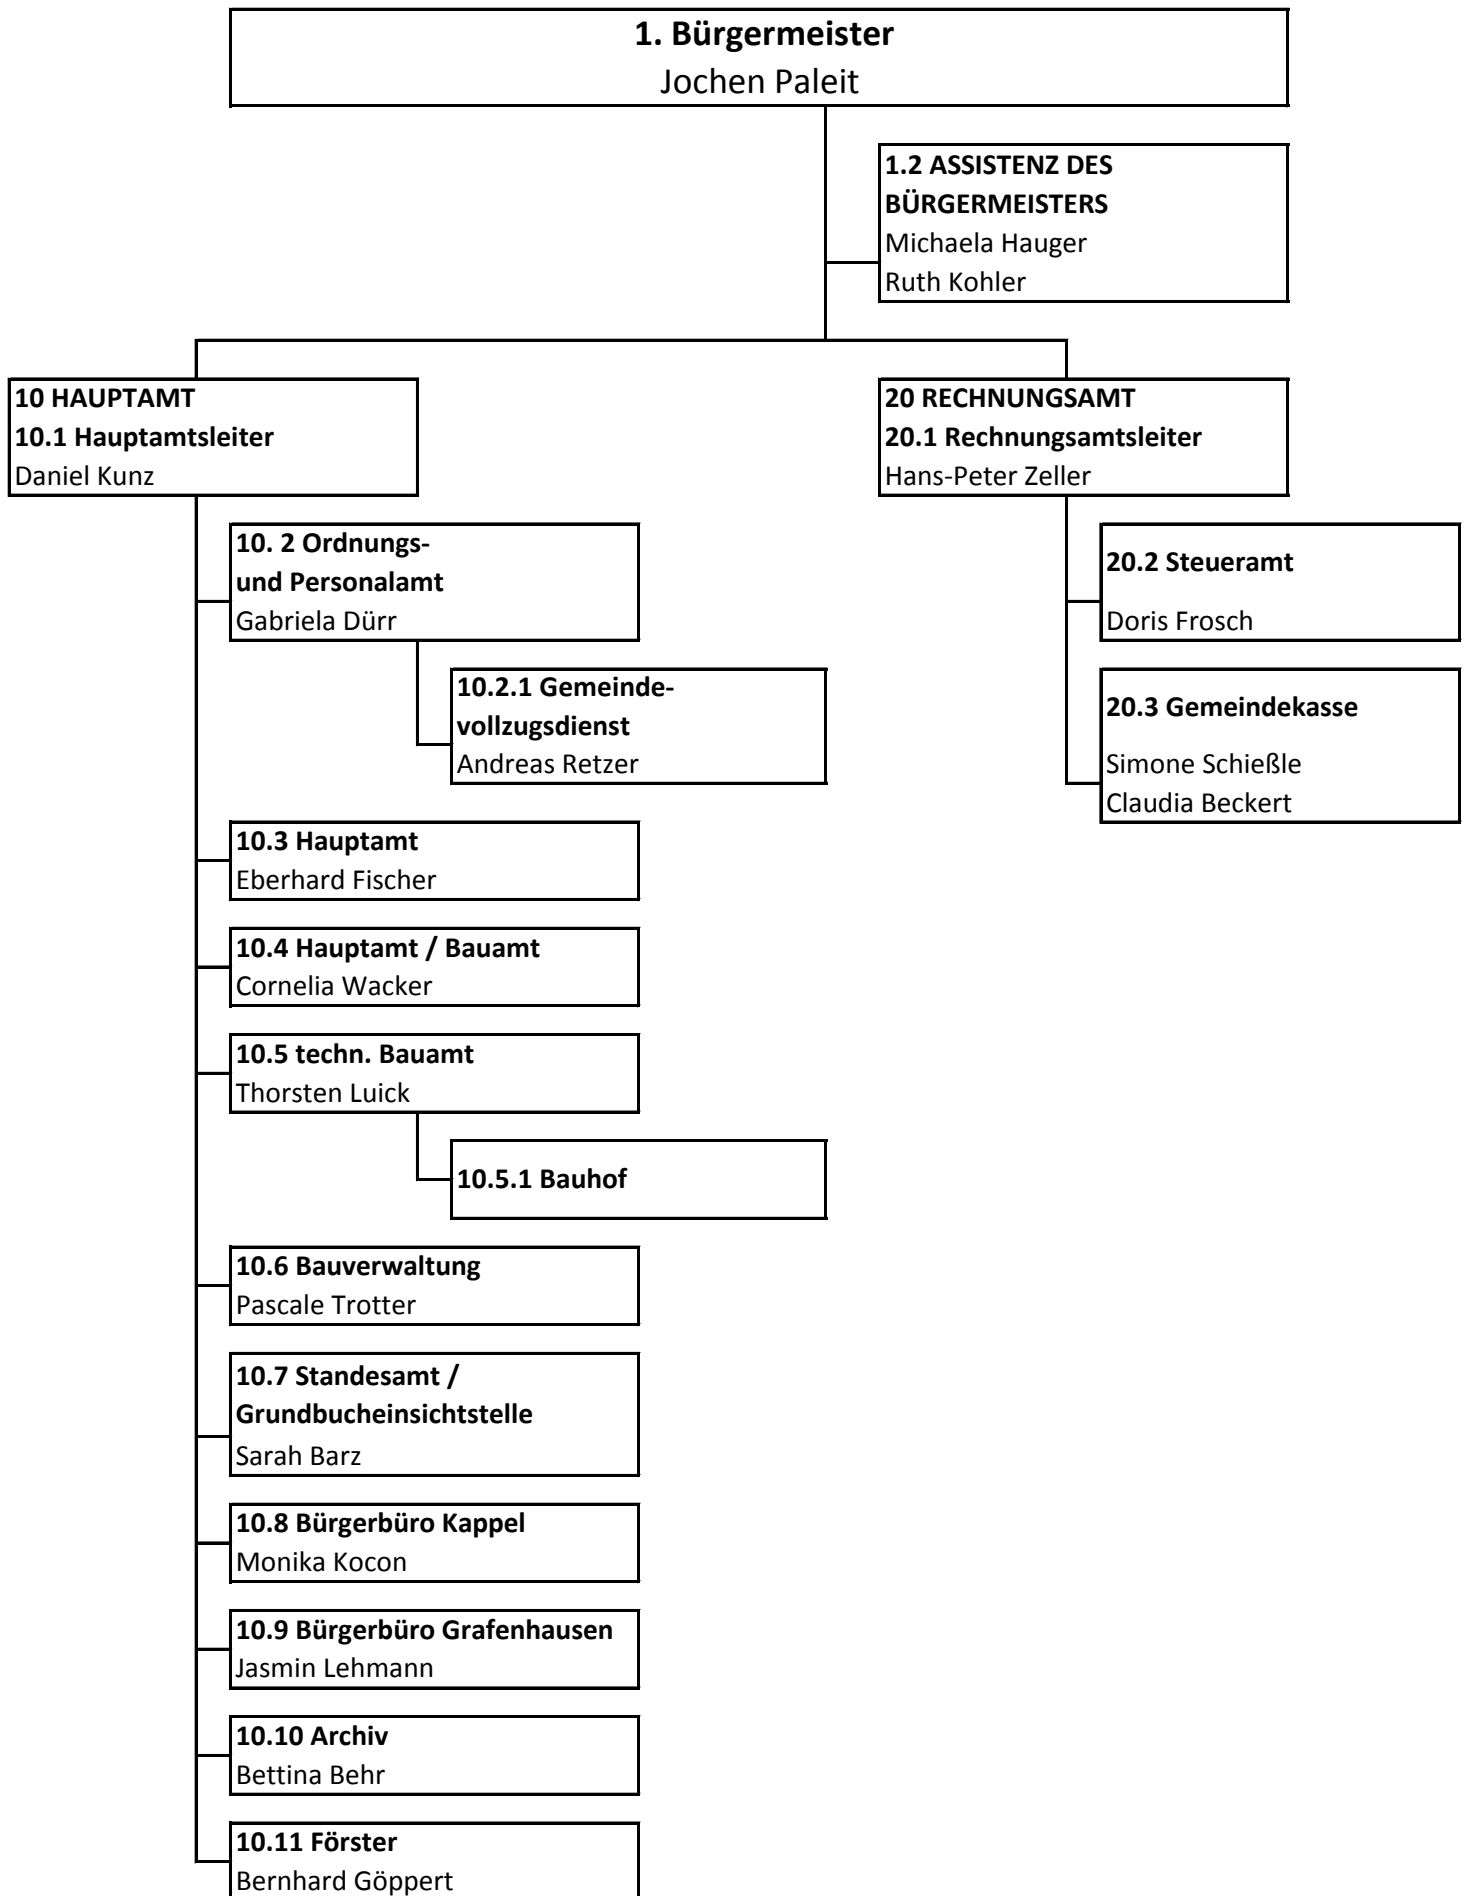 1. Bürgermeister
Jochen Paleit
1.2 ASSISTENZ DES
BÜRGERMEISTERS
Michaela Hauger
Ruth Kohler
10 HAUPTAMT
10.1 Hauptamtsleiter
Daniel Kunz
20 RECHNUNGSAMT
20.1 Rechnungsamtsleiter
Hans-Peter Zeller
10. 2 Ordnungs-
und Personalamt
Gabriela Dürr
20.2 Steueramt
Doris Frosch
10.2.1 Gemeinde-
vollzugsdienst
Andreas Retzer
20.3 Gemeindekasse
Simone Schießle
Claudia Beckert
10.3 Hauptamt
Eberhard Fischer
10.4 Hauptamt / Bauamt
Cornelia Wacker
10.5 techn. Bauamt
Thorsten Luick
10.5.1 Bauhof
10.6 Bauverwaltung
Pascale Trotter
10.7 Standesamt /
Grundbucheinsichtstelle
Sarah Barz
10.8 Bürgerbüro Kappel
Monika Kocon
10.9 Bürgerbüro Grafenhausen
Jasmin Lehmann
10.10 Archiv
Bettina Behr
10.11 Förster
Bernhard Göppert